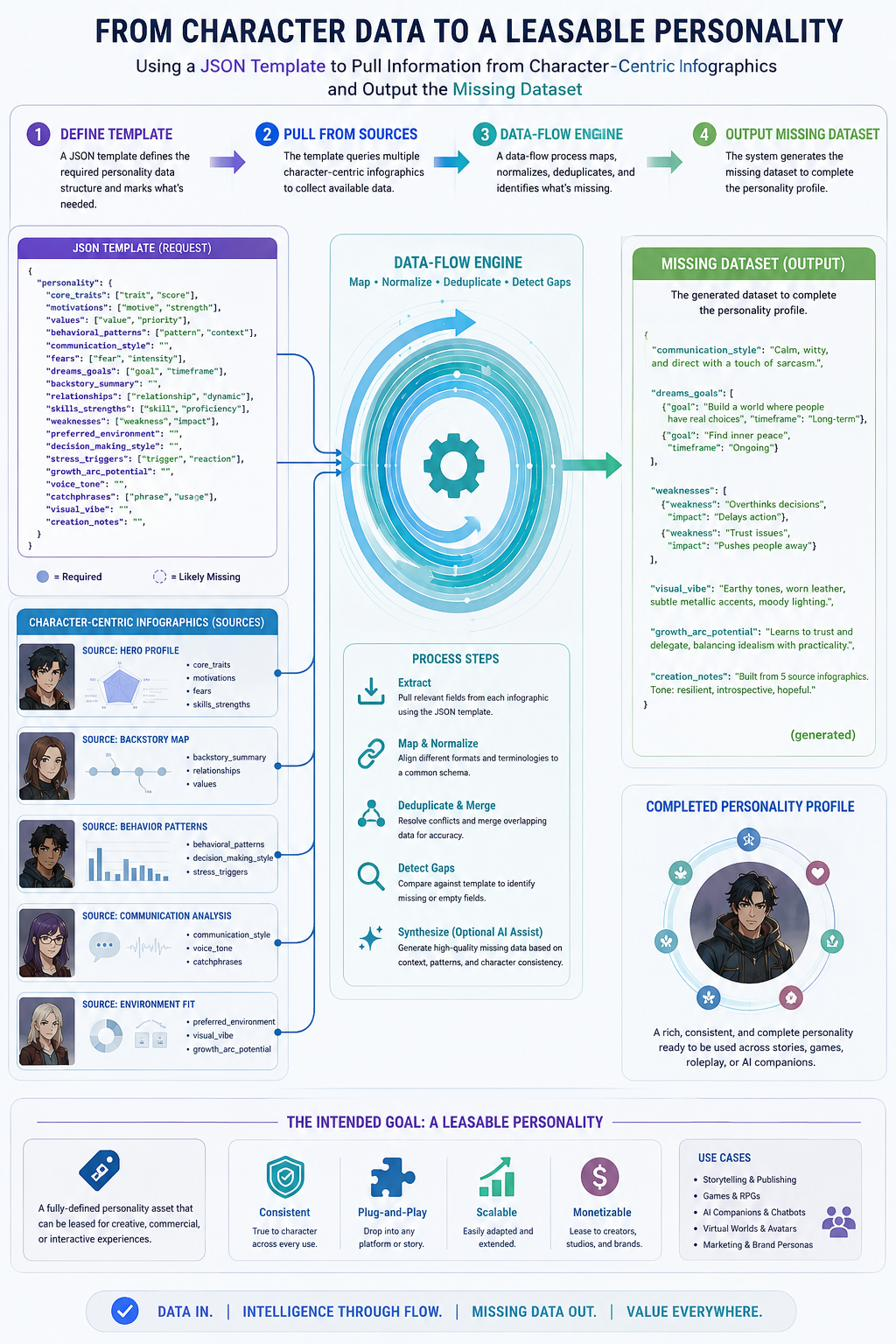 FROM CHARACTER DATA TO A LEASABLE PERSONALITY
Using a JSON Template to Pull Information from Character-Centric Infographics
and Output the Missing Dataset
1 DEFINE TEMPLATE
A JSON template defines the
required personality data
structure and marks what's
needed.
2 PULL FROM SOURCES
The template queries multiple
character-centric infographics
to collect available data.
3 DATA-FLOW ENGINE
A data-flow process maps,
normalizes, deduplicates, and
identifies what's missing.
4 OUTPUT MISSING DATASET
The system generates the
missing dataset to complete
the personality profile.
JSON TEMPLATE (REQUEST)
{
"personality": {
"core_traits": ["trait", "score"],
"motivations": ["motive", "strength"],
"values": ["value", "priority"],
"behavioral_patterns": ["pattern", "context"],
"communication_style": "",
"fears": ["fear", "intensity"],
"dreams_goals": ["goal", "timeframe"],
"backstory_summary": "",
"relationships": ["relationship", "dynamic"],
"skills_strengths": ["skill", "proficiency"],
"weaknesses": ["weakness", "impact"],
"preferred_environment": "",
"decision_making_style": "",
"stress_triggers": ["trigger", "reaction"],
"growth_arc_potential": "",
"voice_tone": "",
"catchphrases": ["phrase", "usage"],
"visual_vibe": "",
"creation_notes": "",
}
}
= Required
= Likely Missing
CHARACTER-CENTRIC INFOGRAPHICS (SOURCES)
SOURCE: HERO PROFILE
• core_traits
• motivations
• fears
• skills_strengths
SOURCE: BACKSTORY MAP
• backstory_summary
• relationships
• values
SOURCE: BEHAVIOR PATTERNS
• behavioral_patterns
• decision_making_style
• stress_triggers
SOURCE: COMMUNICATION ANALYSIS
• communication_style
• voice_tone
• catchphrases
SOURCE: ENVIRONMENT FIT
• preferred_environment
• visual_vibe
• growth_arc_potential
DATA-FLOW ENGINE
Map • Normalize • Deduplicate • Detect Gaps
PROCESS STEPS
Extract
Pull relevant fields from each infographic
using the JSON template.
Map & Normalize
Align different formats and terminologies to
a common schema.
Deduplicate & Merge
Resolve conflicts and merge overlapping
data for accuracy.
Detect Gaps
Compare against template to identify
missing or empty fields.
Synthesize (Optional AI Assist)
Generate high-quality missing data based on
context, patterns, and character consistency.
MISSING DATASET (OUTPUT)
The generated dataset to complete
the personality profile.
{
"communication_style": "Calm, witty,
and direct with a touch of sarcasm.",
"dreams_goals": [
{"goal": "Build a world where people
have real choices", "timeframe": "Long-term"},
{"goal": "Find inner peace",
"timeframe": "Ongoing"}
],
"weaknesses": [
{"weakness": "Overthinks decisions",
"impact": "Delays action"},
{"weakness": "Trust issues",
"impact": "Pushes people away"}
],
"visual_vibe": "Earthy tones, worn leather,
subtle metallic accents, moody lighting.",
"growth_arc_potential": "Learns to trust and
delegate, balancing idealism with practicality.",
"creation_notes": "Built from 5 source infographics.
Tone: resilient, introspective, hopeful."
}
(generated)
COMPLETED PERSONALITY PROFILE
A rich, consistent, and complete personality
ready to be used across stories, games,
roleplay, or AI companions.
THE INTENDED GOAL: A LEASABLE PERSONALITY
A fully-defined personality asset that
can be leased for creative, commercial,
or interactive experiences.
Consistent
True to character
across every use.
Plug-and-Play
Drop into any
platform or story.
Scalable
Easily adapted and
extended.
$
Monetizable
Lease to creators,
studios, and brands.
USE CASES
• Storytelling & Publishing
• Games & RPGs
• AI Companions & Chatbots
• Virtual Worlds & Avatars
• Marketing & Brand Personas
DATA IN. | INTELLIGENCE THROUGH FLOW. | MISSING DATA OUT. | VALUE EVERYWHERE.